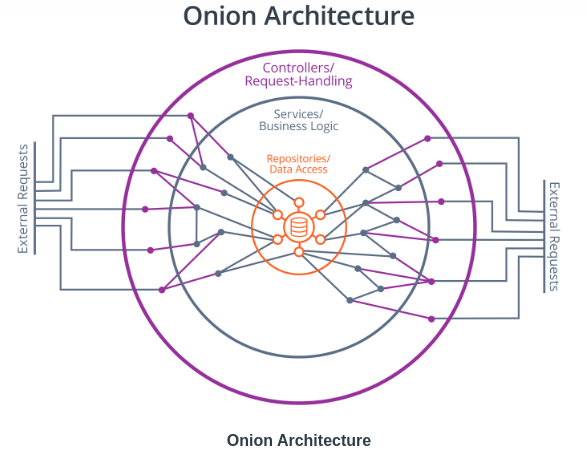 Onion Architecture
Controllers/
Request-Handling
Services/
Business Logic
Repositories/
Data Access
External Requests
External Requests
Onion Architecture